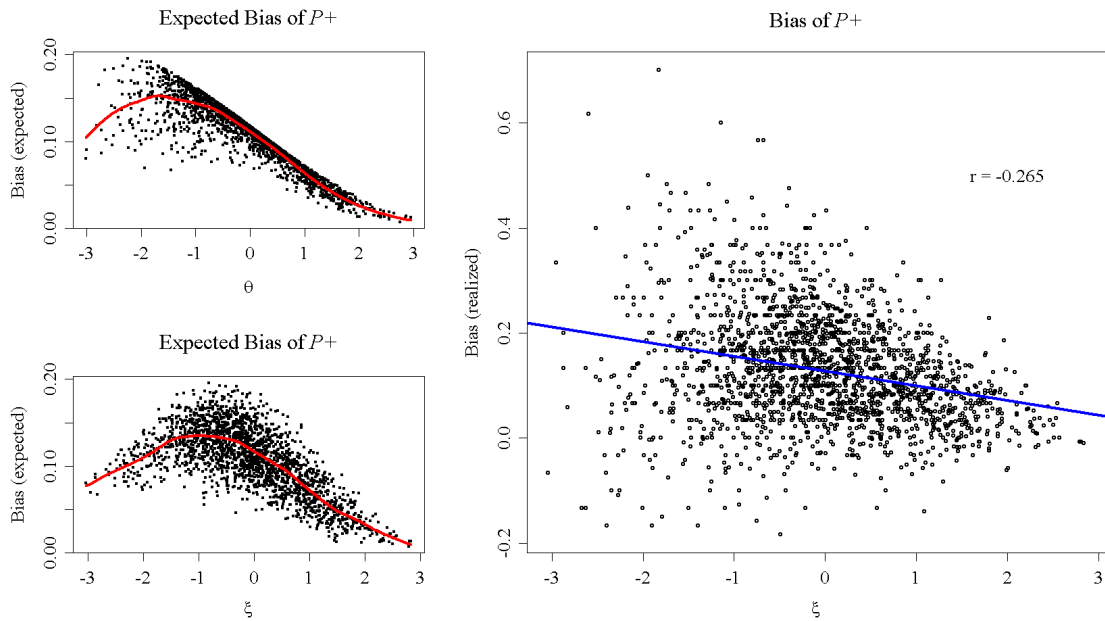 Expected Bias of P+
Bias (expected)
0.20
0.10
0.00
-3 -2 -1 0 1 2 3
θ
Expected Bias of P+
Bias (expected)
0.20
0.10
0.00
-3 -2 -1 0 1 2 3
ξ
Bias of P+
r = -0.265
Bias (realized)
0.6
0.4
0.2
0.0
-0.2
-3 -2 -1 0 1 2 3
ξ